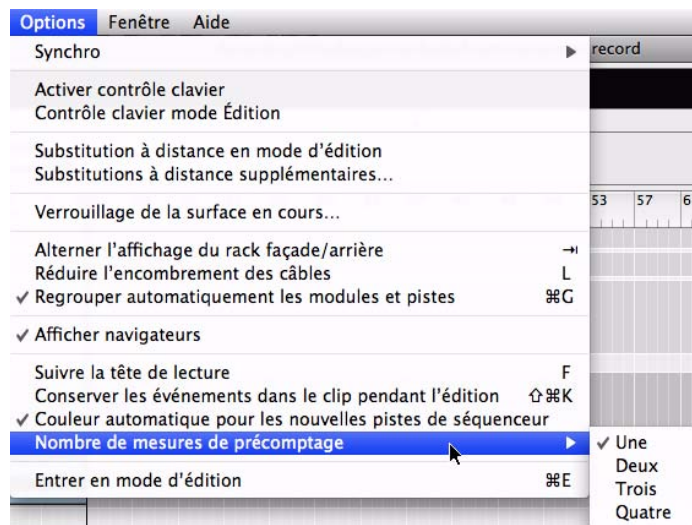 Options Fenêtre Aide
Synchro
record
Activer contrôle clavier
Contrôle clavier mode Édition
Substitution à distance en mode d'édition
Substitutions à distance supplémentaires...
53 57 6
Verrouillage de la surface en cours...
Alterner l'affichage du rack façade/arrière ⇥
Réduire l'encombrement des câbles L
✓ Regrouper automatiquement les modules et pistes ⌘G
✓ Afficher navigateurs
Suivre la tête de lecture F
Conserver les événements dans le clip pendant l'édition ⇧⌘K
✓ Couleur automatique pour les nouvelles pistes de séquenceur
Nombre de mesures de précomptage
✓ Une
Deux
Trois
Quatre
Entrer en mode d'édition ⌘E